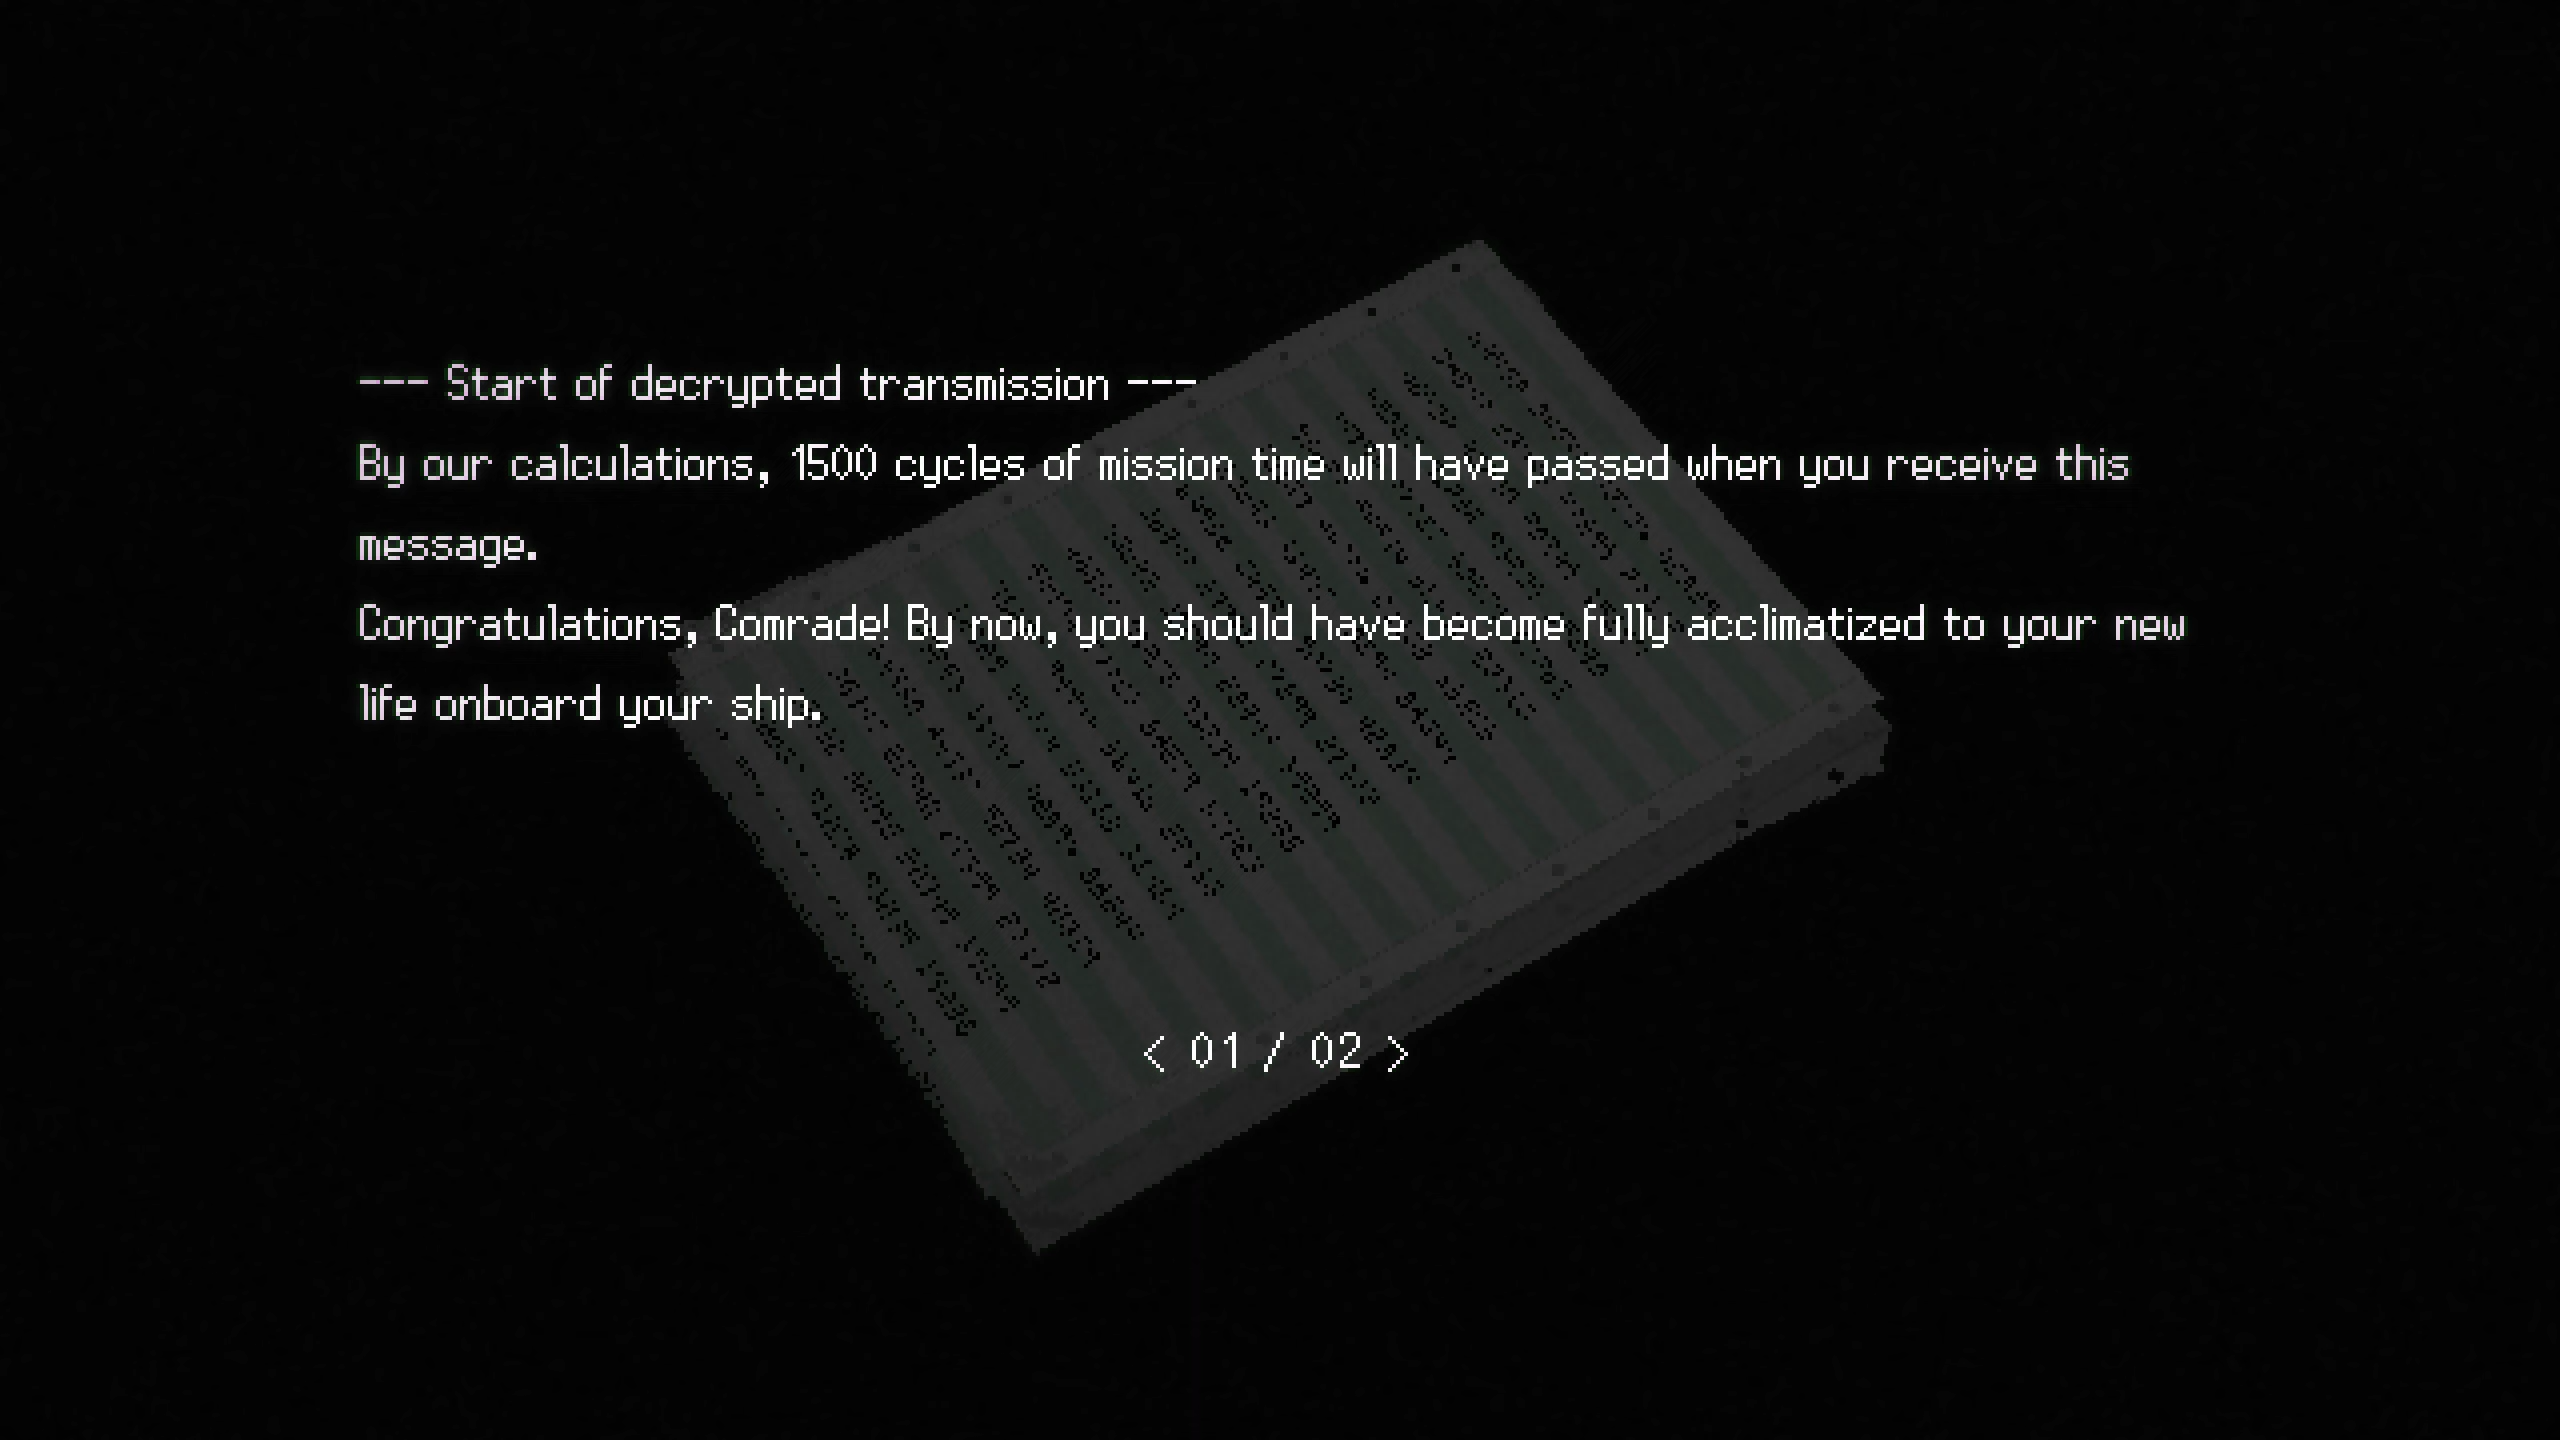 --- Start of decrypted transmission ---
By our calculations, 1500 cycles of mission time will have passed when you receive this
message.
Congratulations, Comrade! By now, you should have become fully acclimatized to your new
life onboard your ship.
< 01 / 02 >